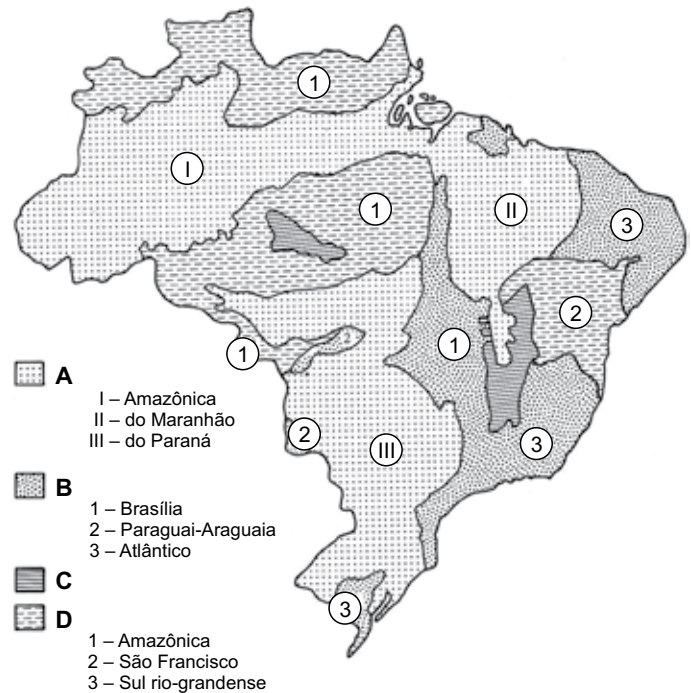 1
I
1
II
3
2
1
1
2
III
3
3
A
I – Amazônica
II – do Maranhão
III – do Paraná
B
1 – Brasília
2 – Paraguai-Araguaia
3 – Atlântico
C
D
1 – Amazônica
2 – São Francisco
3 – Sul rio-grandense